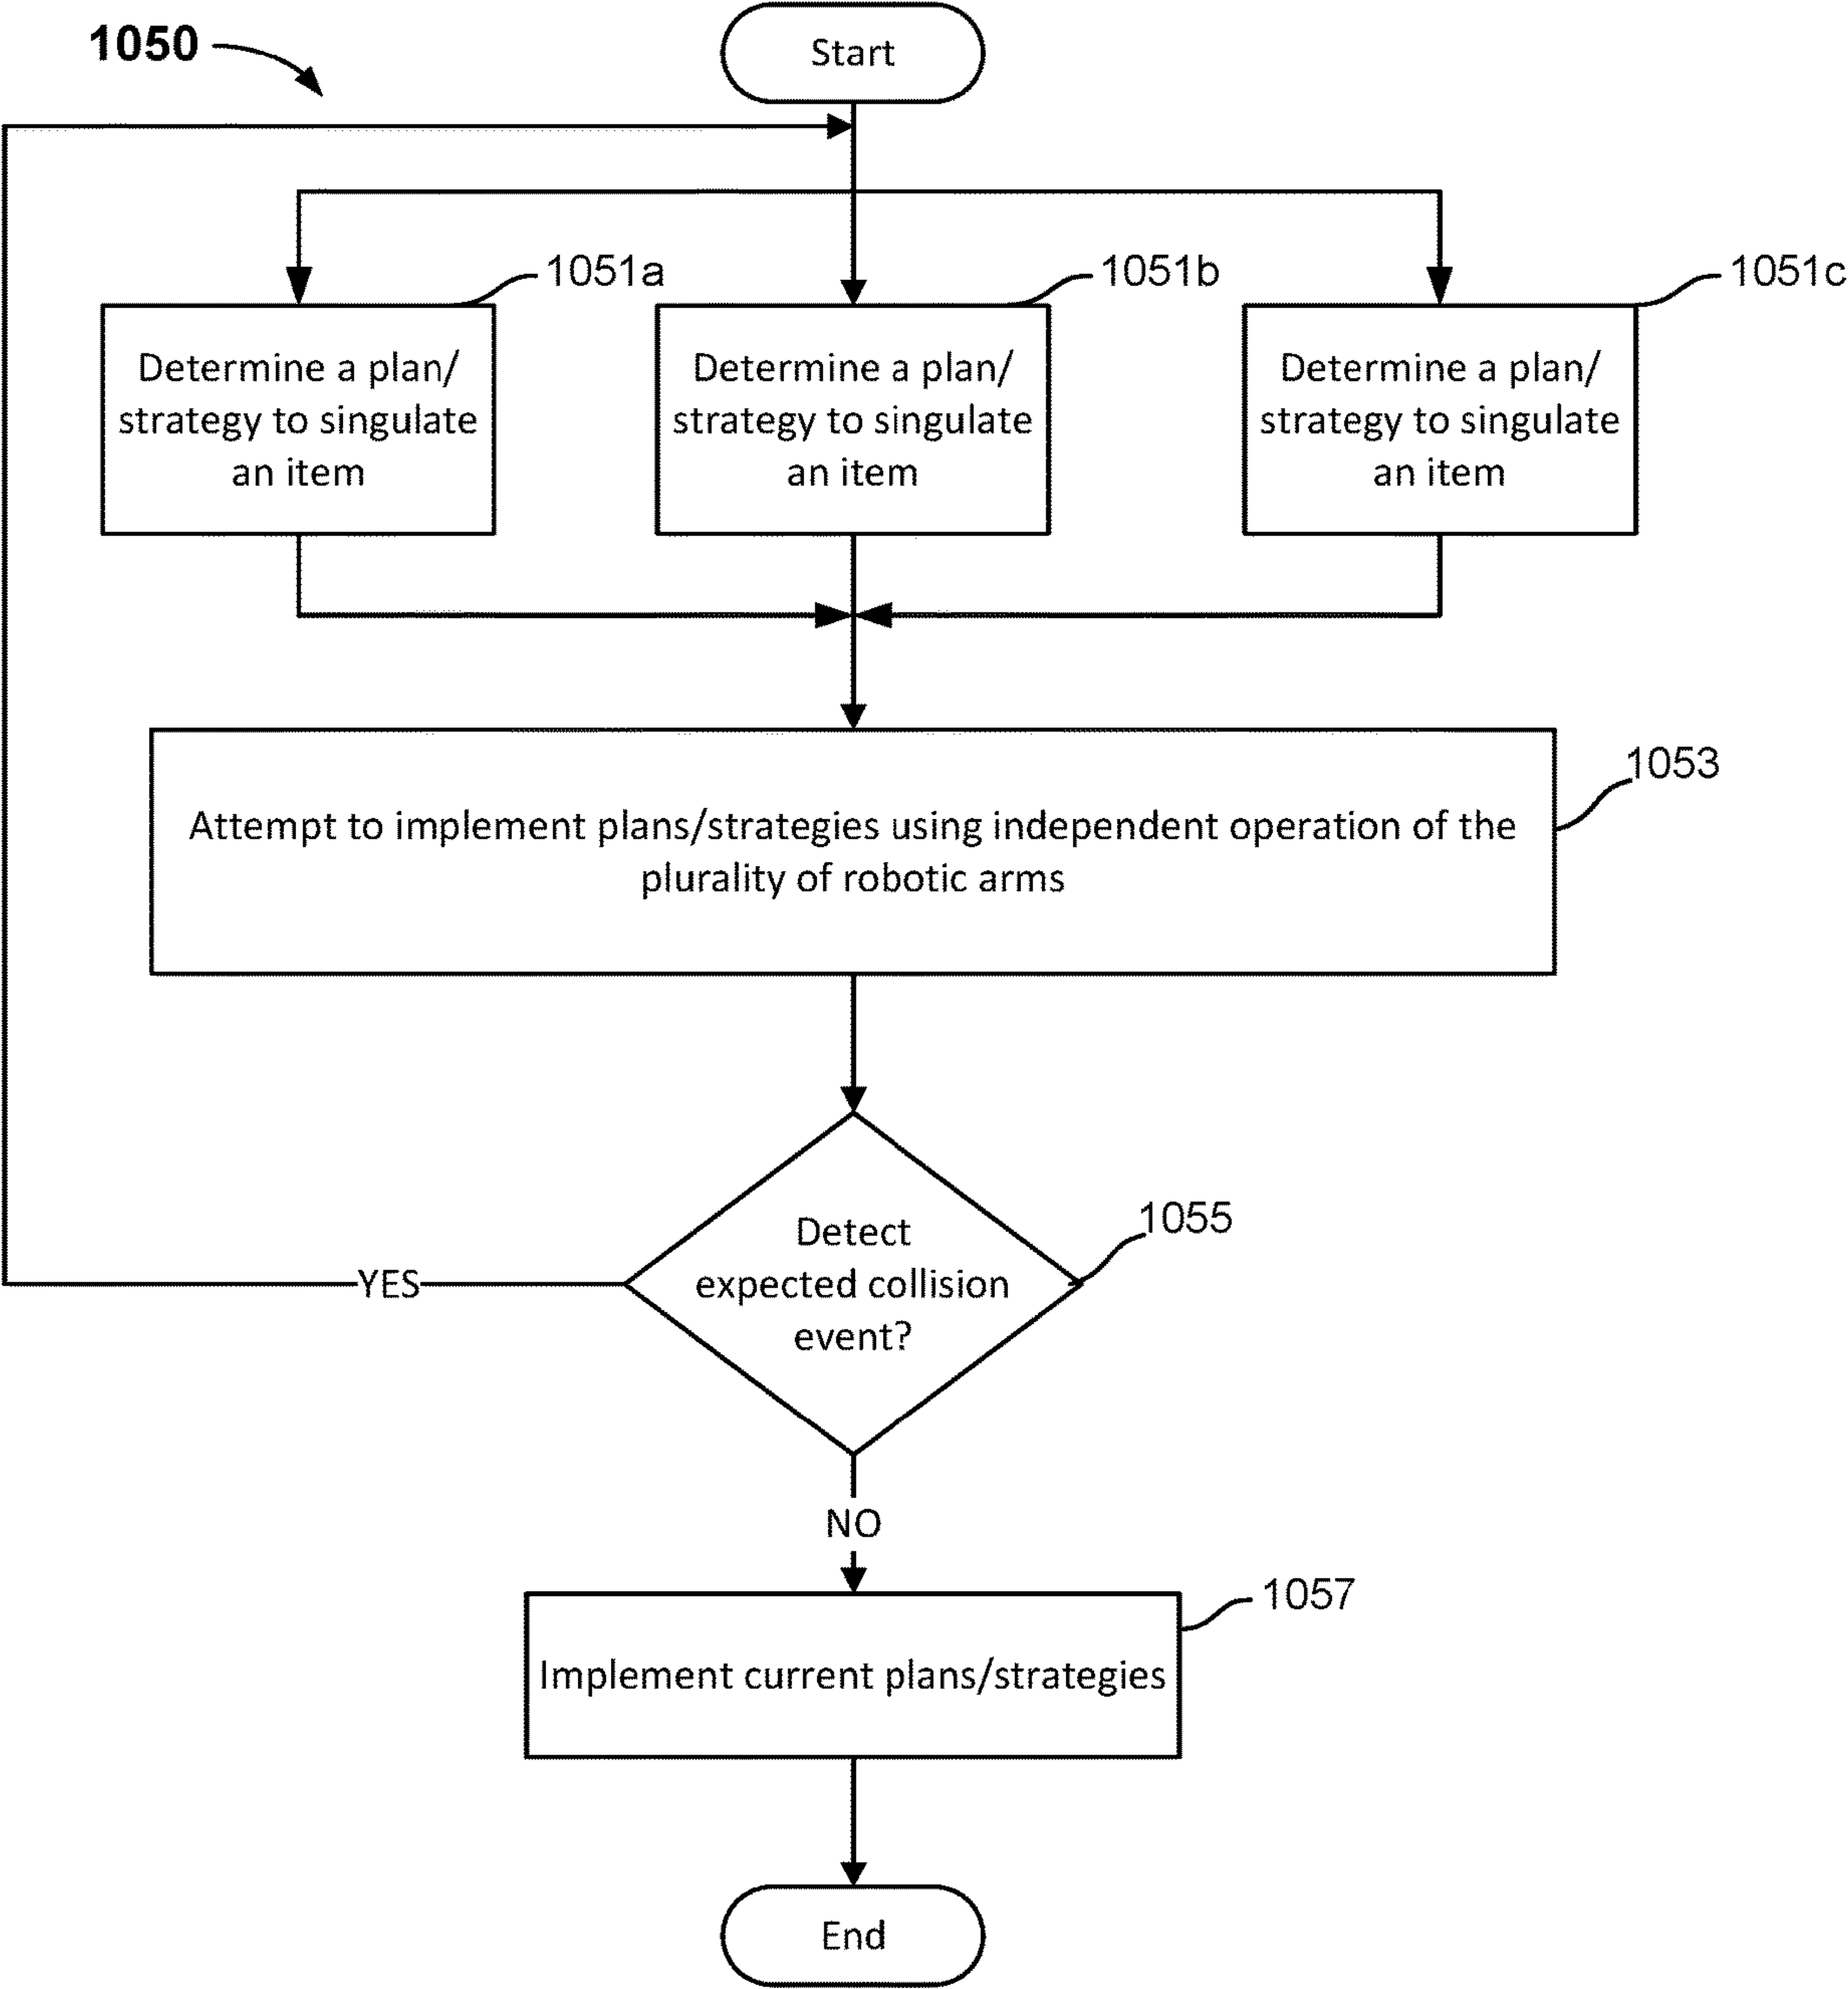 1050
Start
1051a
1051b
1051c
Determine a plan/
strategy to singulate
an item
Determine a plan/
strategy to singulate
an item
Determine a plan/
strategy to singulate
an item
1053
Attempt to implement plans/strategies using independent operation of the
plurality of robotic arms
1055
Detect
expected collision
event?
YES
NO
1057
Implement current plans/strategies
End